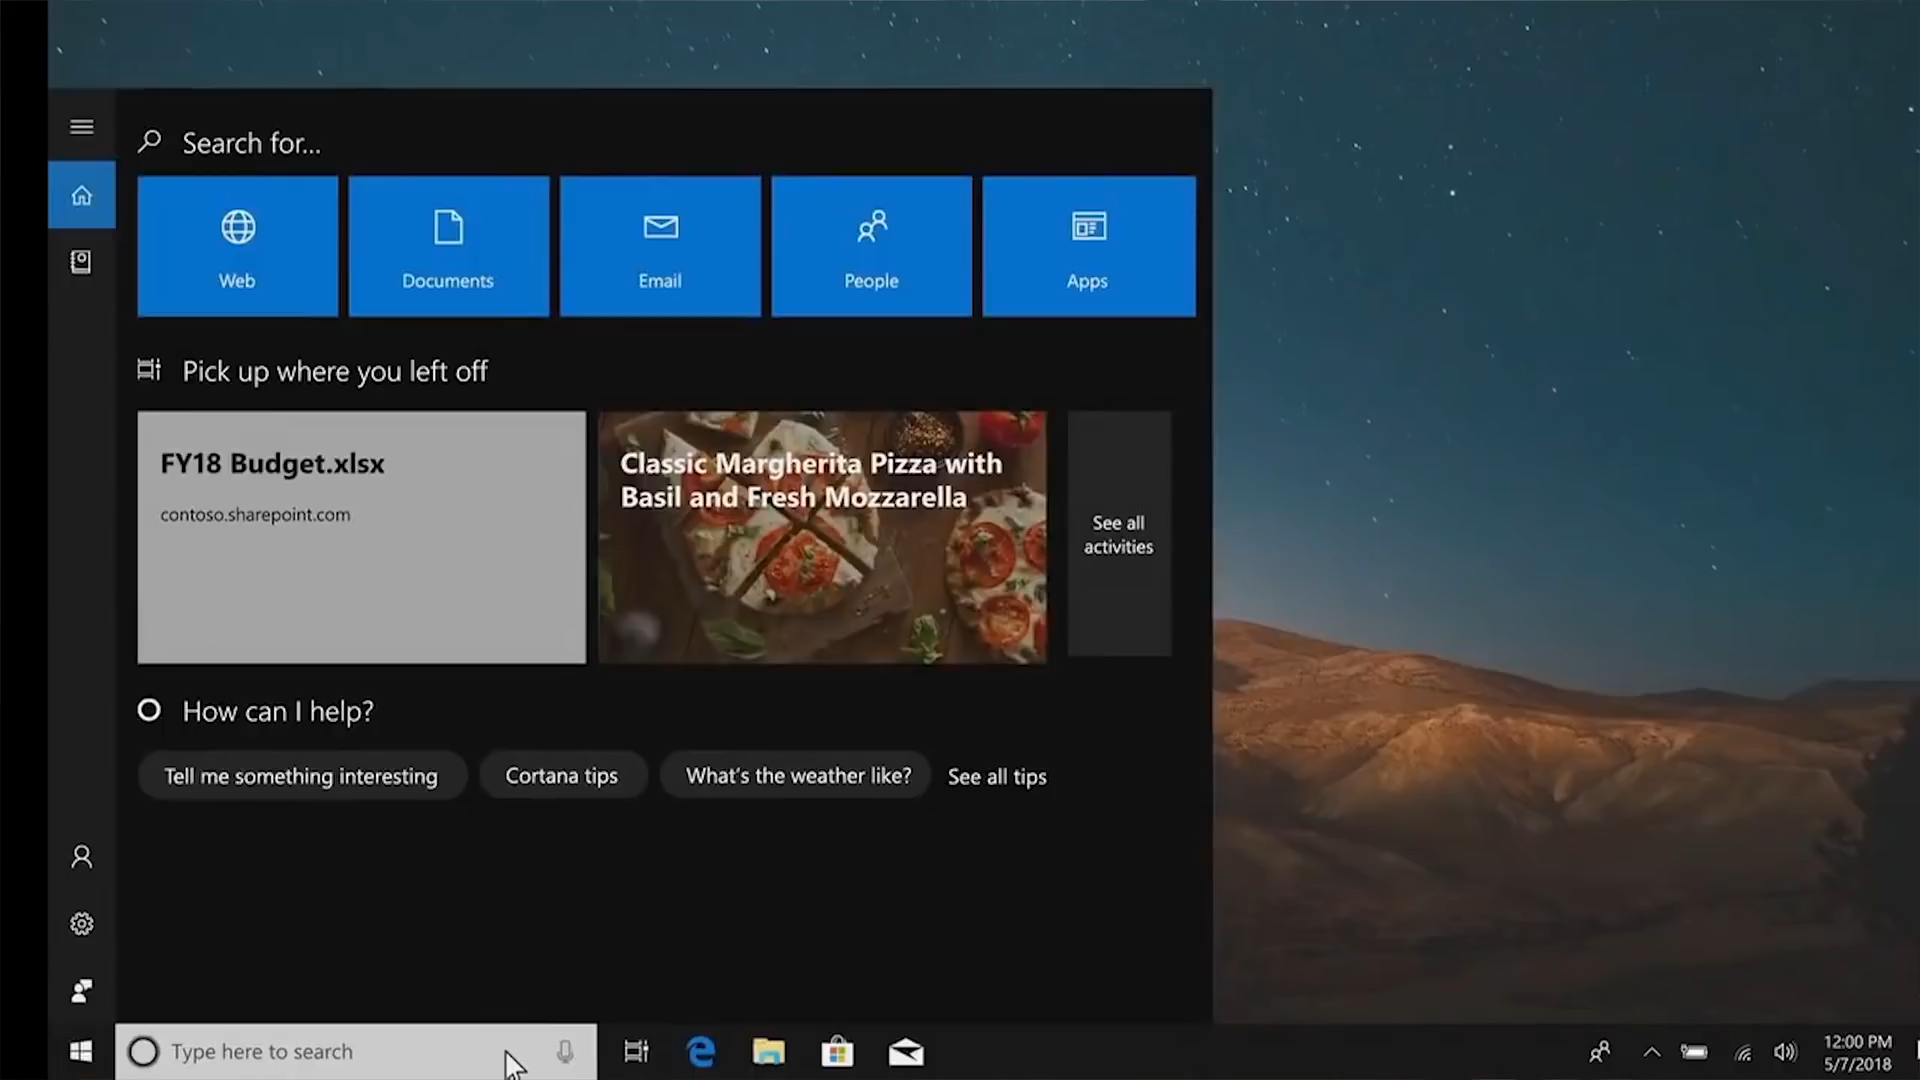 Search for...
Web
Documents
Email
People
Apps
Pick up where you left off
FY18 Budget.xlsx
contoso.sharepoint.com
Classic Margherita Pizza with
Basil and Fresh Mozzarella
See all
activities
How can I help?
Tell me something interesting
Cortana tips
What's the weather like?
See all tips
Type here to search
12:00 PM
5/7/2018